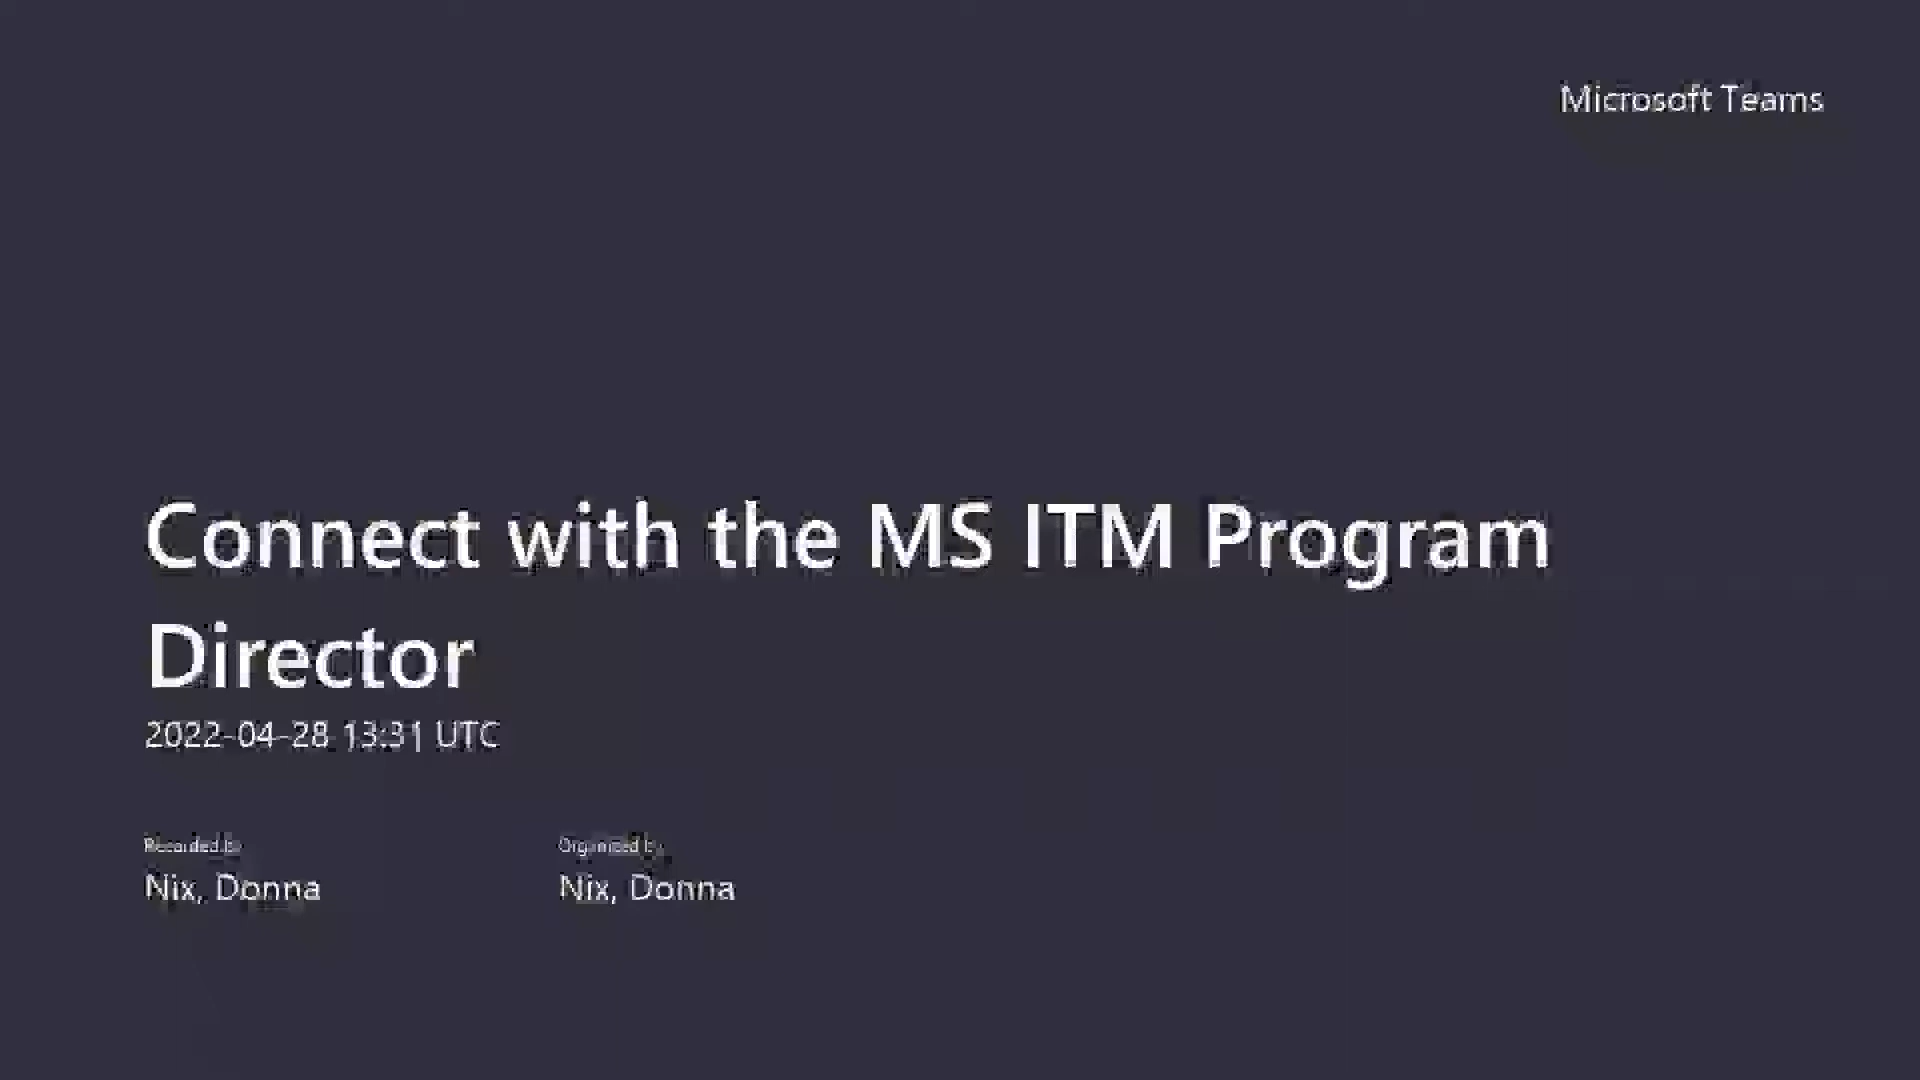 Microsoft Teams
Connect with the MS ITM Program
Director
2022-04-28 13:31 UTC
Recorded by
Organized by
Nix, Donna
Nix, Donna